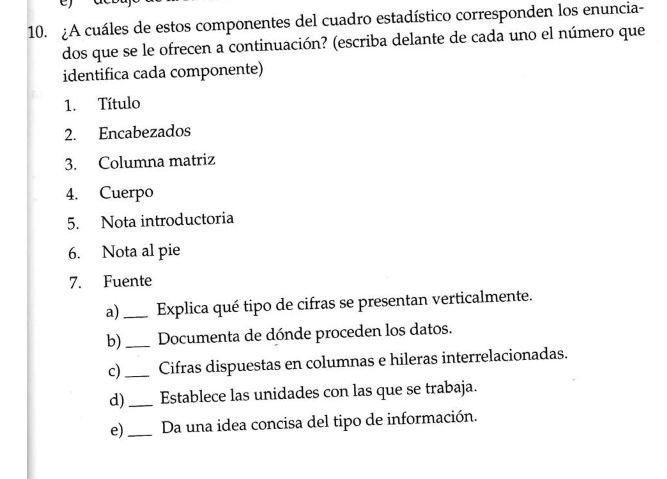 10. ¿A cuáles de estos componentes del cuadro estadístico corresponden los enuncia-
dos que se le ofrecen a continuación? (escriba delante de cada uno el número que
identifica cada componente)
1. Título
2. Encabezados
3. Columna matriz
4. Cuerpo
5. Nota introductoria
6. Nota al pie
7. Fuente
a) ___ Explica qué tipo de cifras se presentan verticalmente.
b) ___ Documenta de dónde proceden los datos.
c) ___ Cifras dispuestas en columnas e hileras interrelacionadas.
d) ___ Establece las unidades con las que se trabaja.
e) ___ Da una idea concisa del tipo de información.